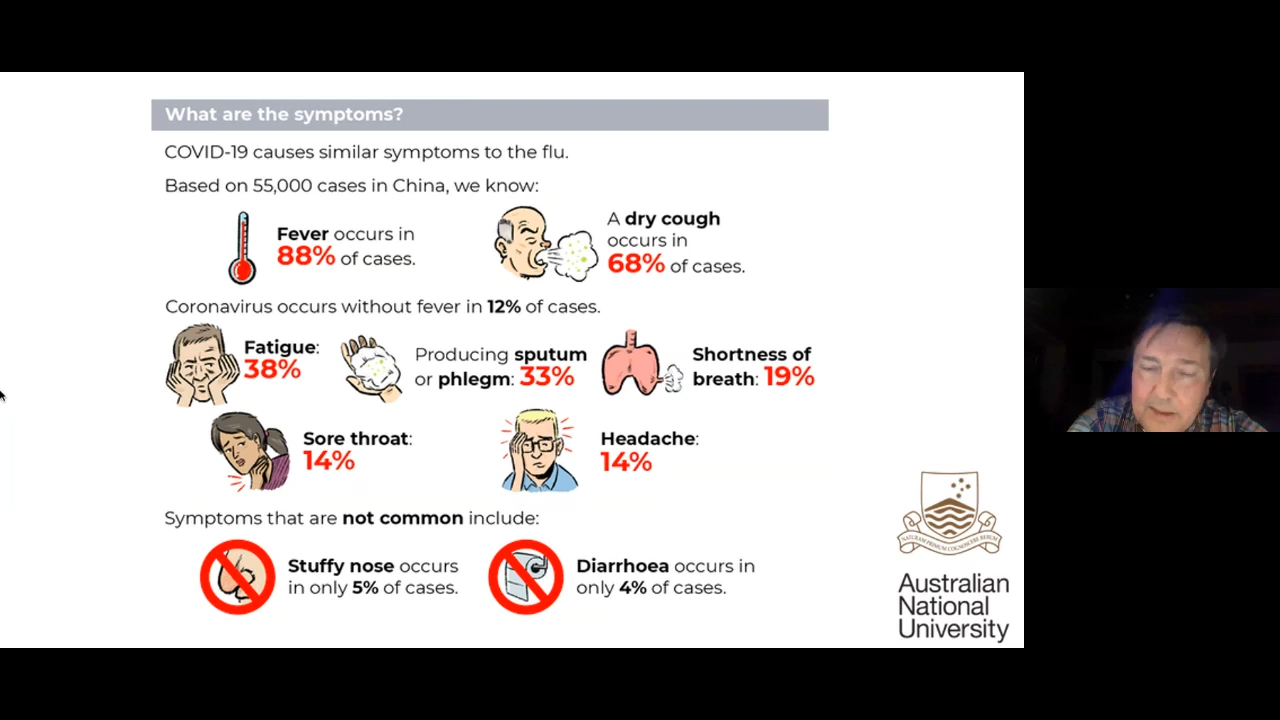 What are the symptoms?
COVID-19 causes similar symptoms to the flu.
Based on 55,000 cases in China, we know:
Fever occurs in
88% of cases.
A dry cough
occurs in
68% of cases.
Coronavirus occurs without fever in 12% of cases.
Fatigue:
38%
Producing sputum
or phlegm: 33%
Shortness of
breath: 19%
Sore throat:
14%
Headache:
14%
Symptoms that are not common include:
Stuffy nose occurs
in only 5% of cases.
Diarrhoea occurs in
only 4% of cases.
NATURAM PRIMUM COGNOSCERE RERUM
Australian
National
University